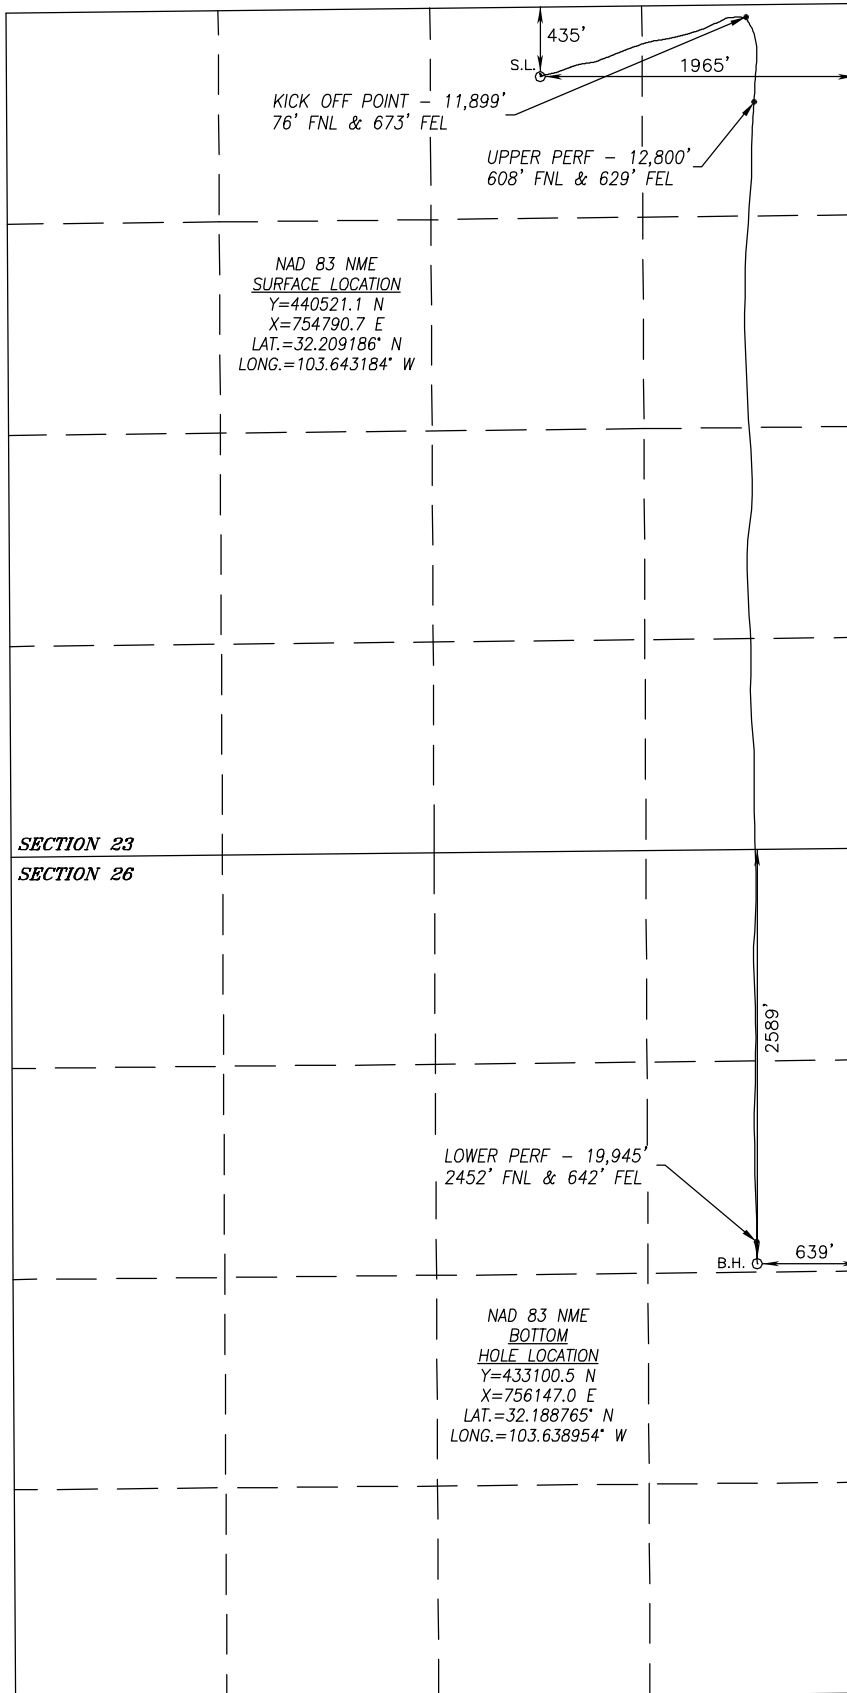 435'
S.L.
1965'
KICK OFF POINT - 11,899'
76' FNL & 673' FEL
UPPER PERF - 12,800'
608' FNL & 629' FEL
NAD 83 NME
SURFACE LOCATION
Y=440521.1 N
X=754790.7 E
LAT.=32.209186° N
LONG.=103.643184° W
SECTION 23
SECTION 26
2589'
LOWER PERF - 19,945'
2452' FNL & 642' FEL
B.H.
639'
NAD 83 NME
BOTTOM
HOLE LOCATION
Y=433100.5 N
X=756147.0 E
LAT.=32.188765° N
LONG.=103.638954° W